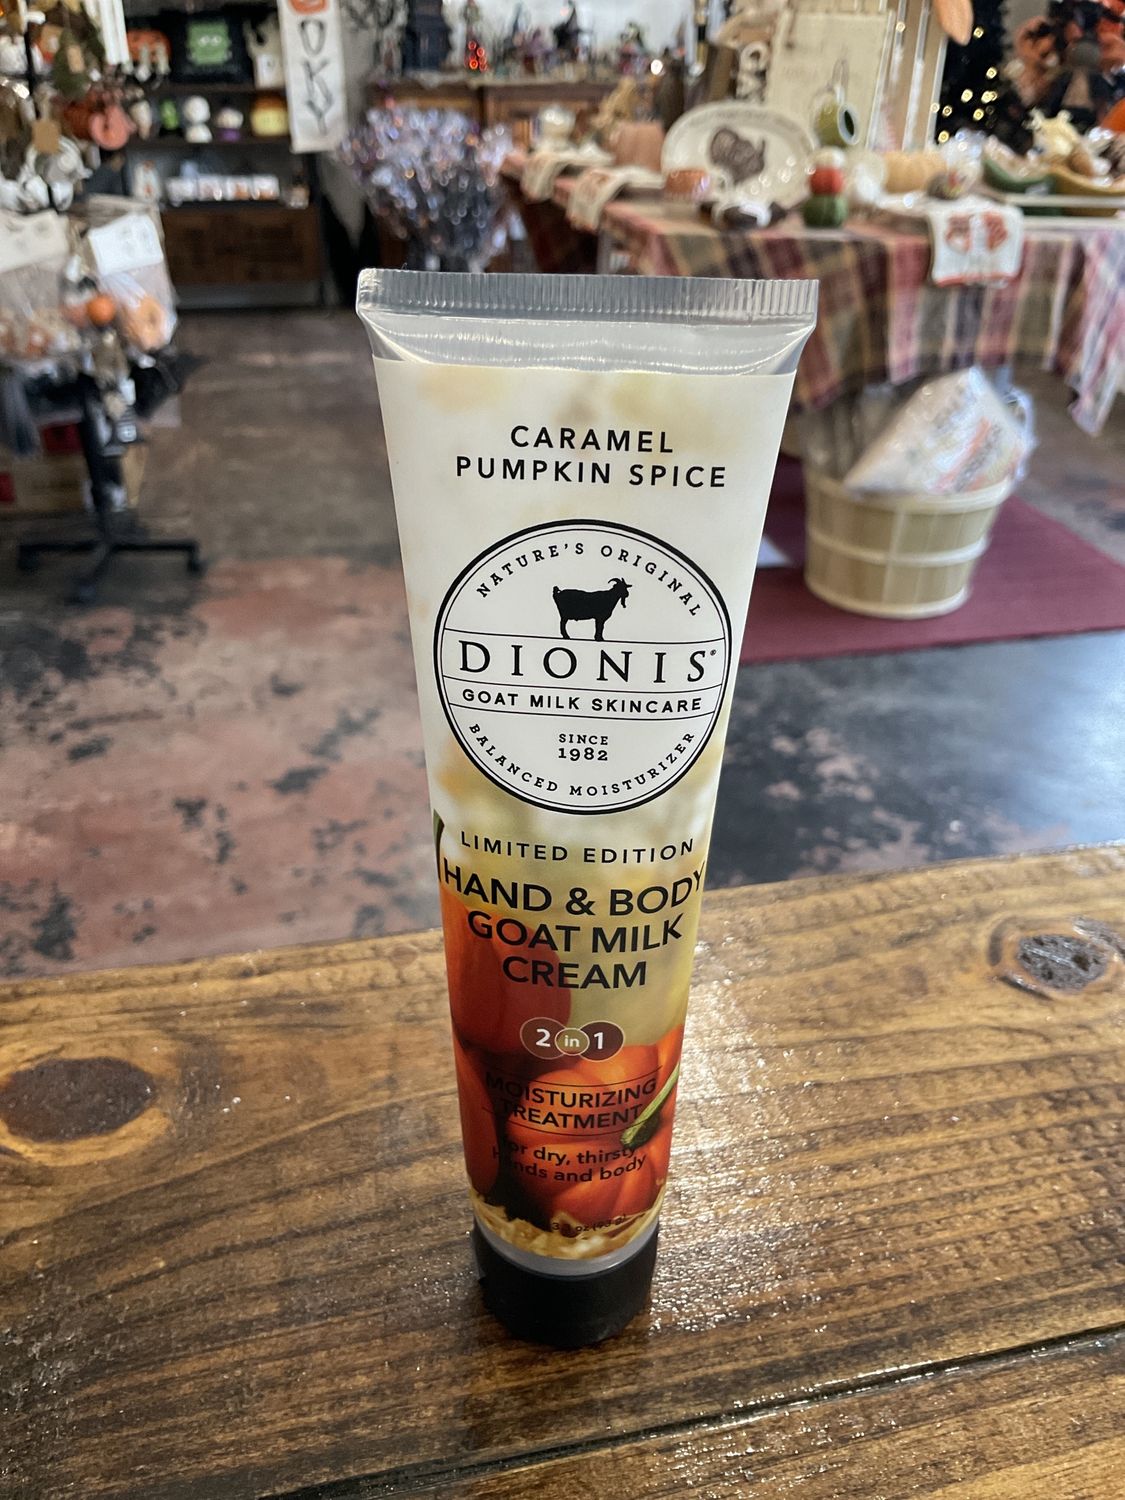 CARAMEL
PUMPKIN SPICE
NATURE'S ORIGINAL
DIONIS®
GOAT MILK SKINCARE
SINCE
1982
BALANCED MOISTURIZER
LIMITED EDITION
HAND & BODY
GOAT MILK
CREAM
2 in 1
MOISTURIZING
TREATMENT
for dry, thirsty
hands and body